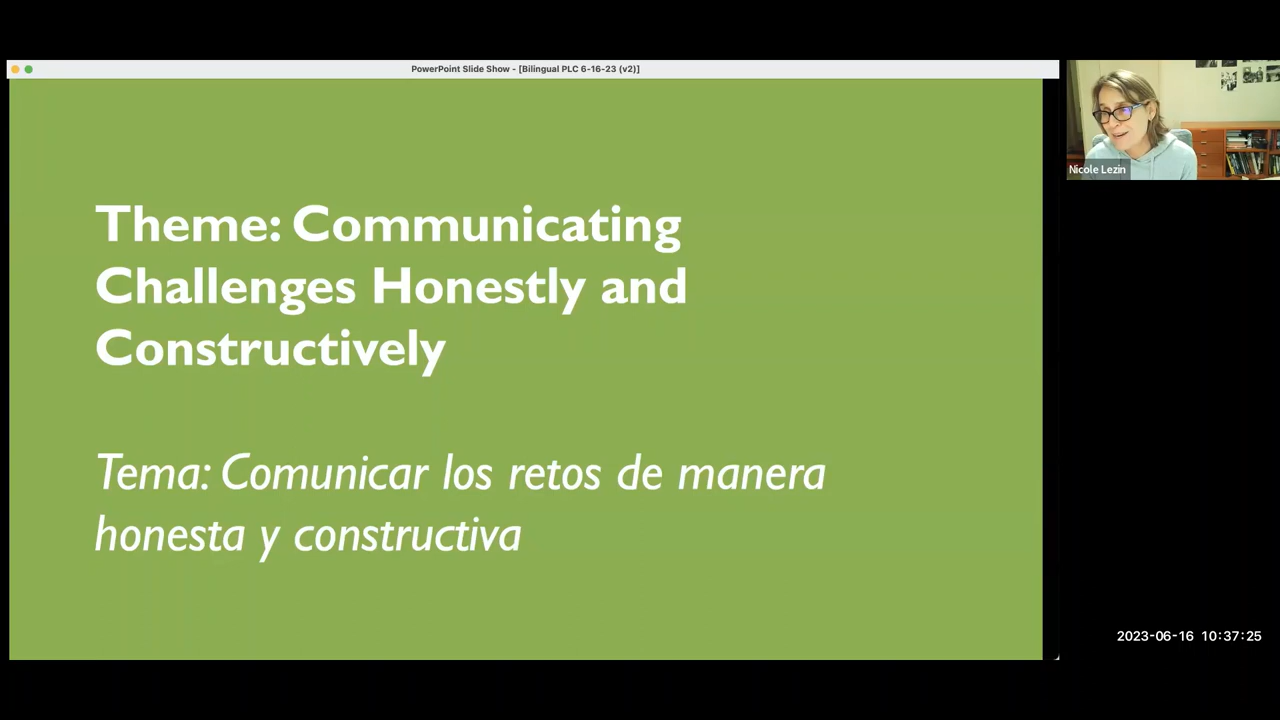 PowerPoint Slide Show - [Bilingual PLC 6-16-23 (v2)]
Theme: Communicating
Challenges Honestly and
Constructively
Tema: Comunicar los retos de manera
honesta y constructiva
Nicole Lezin
2023-06-16 10:37:25